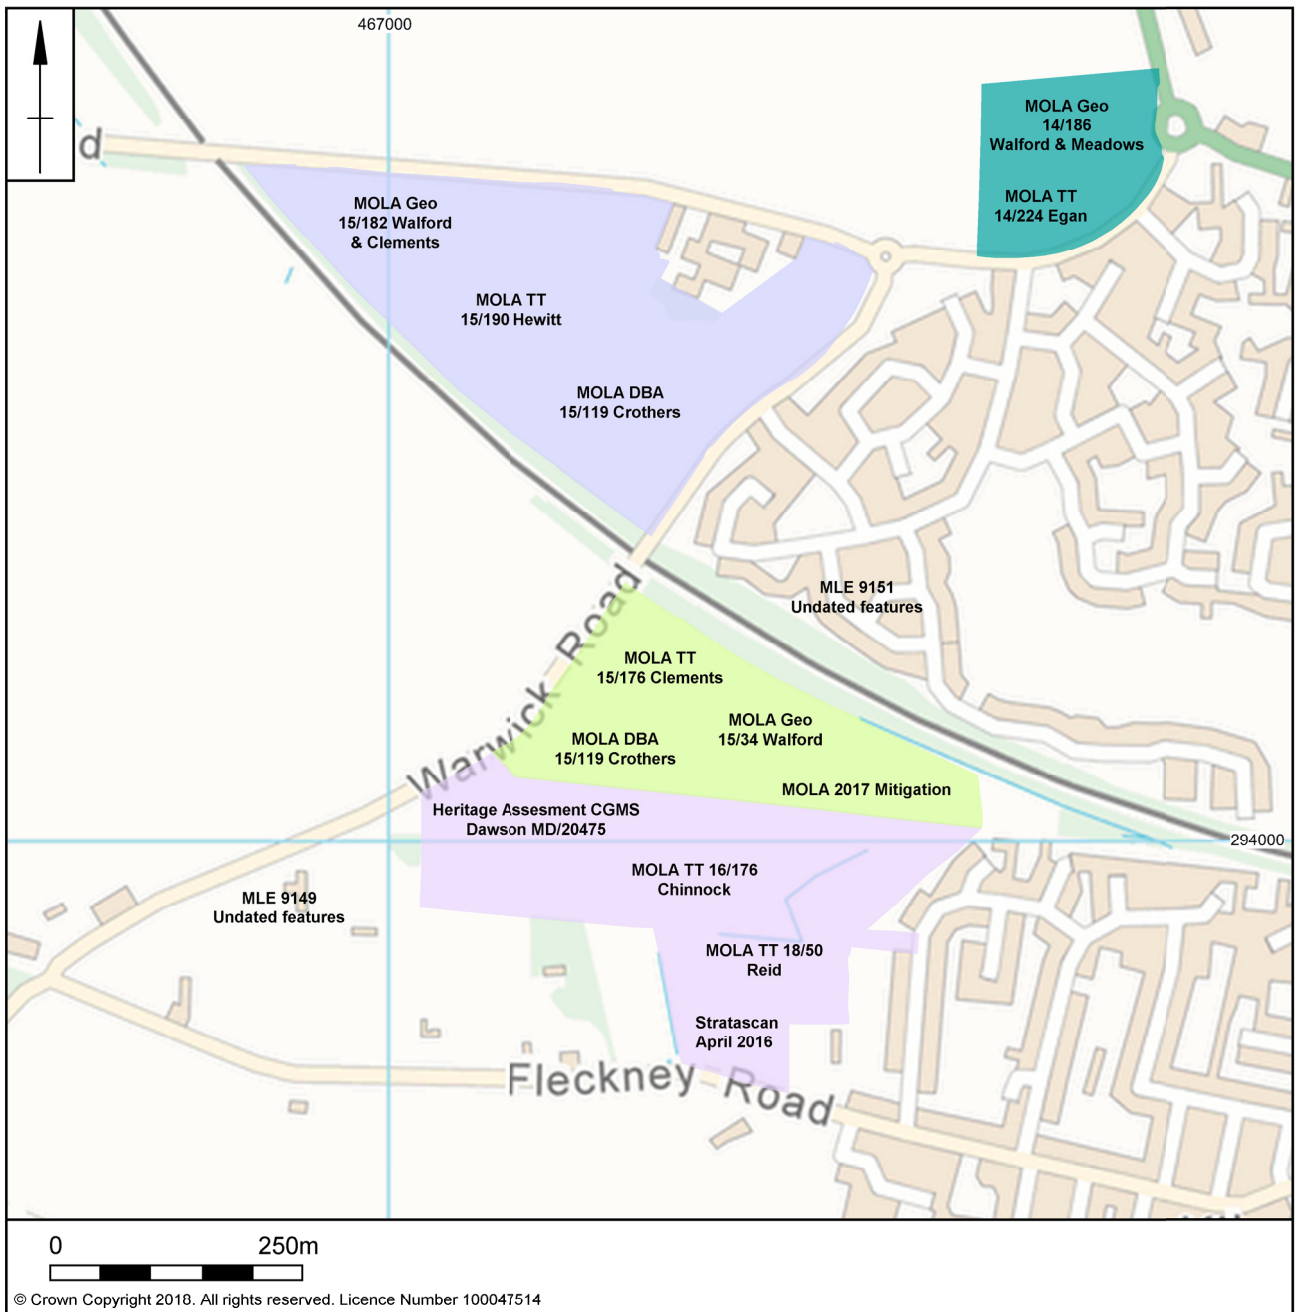 467000
d
MOLA Geo
14/186
Walford & Meadows
MOLA TT
14/224 Egan
MOLA Geo
15/182 Walford
& Clements
MOLA TT
15/190 Hewitt
MOLA DBA
15/119 Crothers
MLE 9151
Undated features
Warwick Road
MOLA TT
15/176 Clements
MOLA Geo
15/34 Walford
MOLA DBA
15/119 Crothers
MOLA 2017 Mitigation
Heritage Assesment CGMS
Dawson MD/20475
294000
MOLA TT 16/176
Chinnock
MLE 9149
Undated features
MOLA TT 18/50
Reid
Stratascan
April 2016
Fleckney Road
0 250m
© Crown Copyright 2018. All rights reserved. Licence Number 100047514